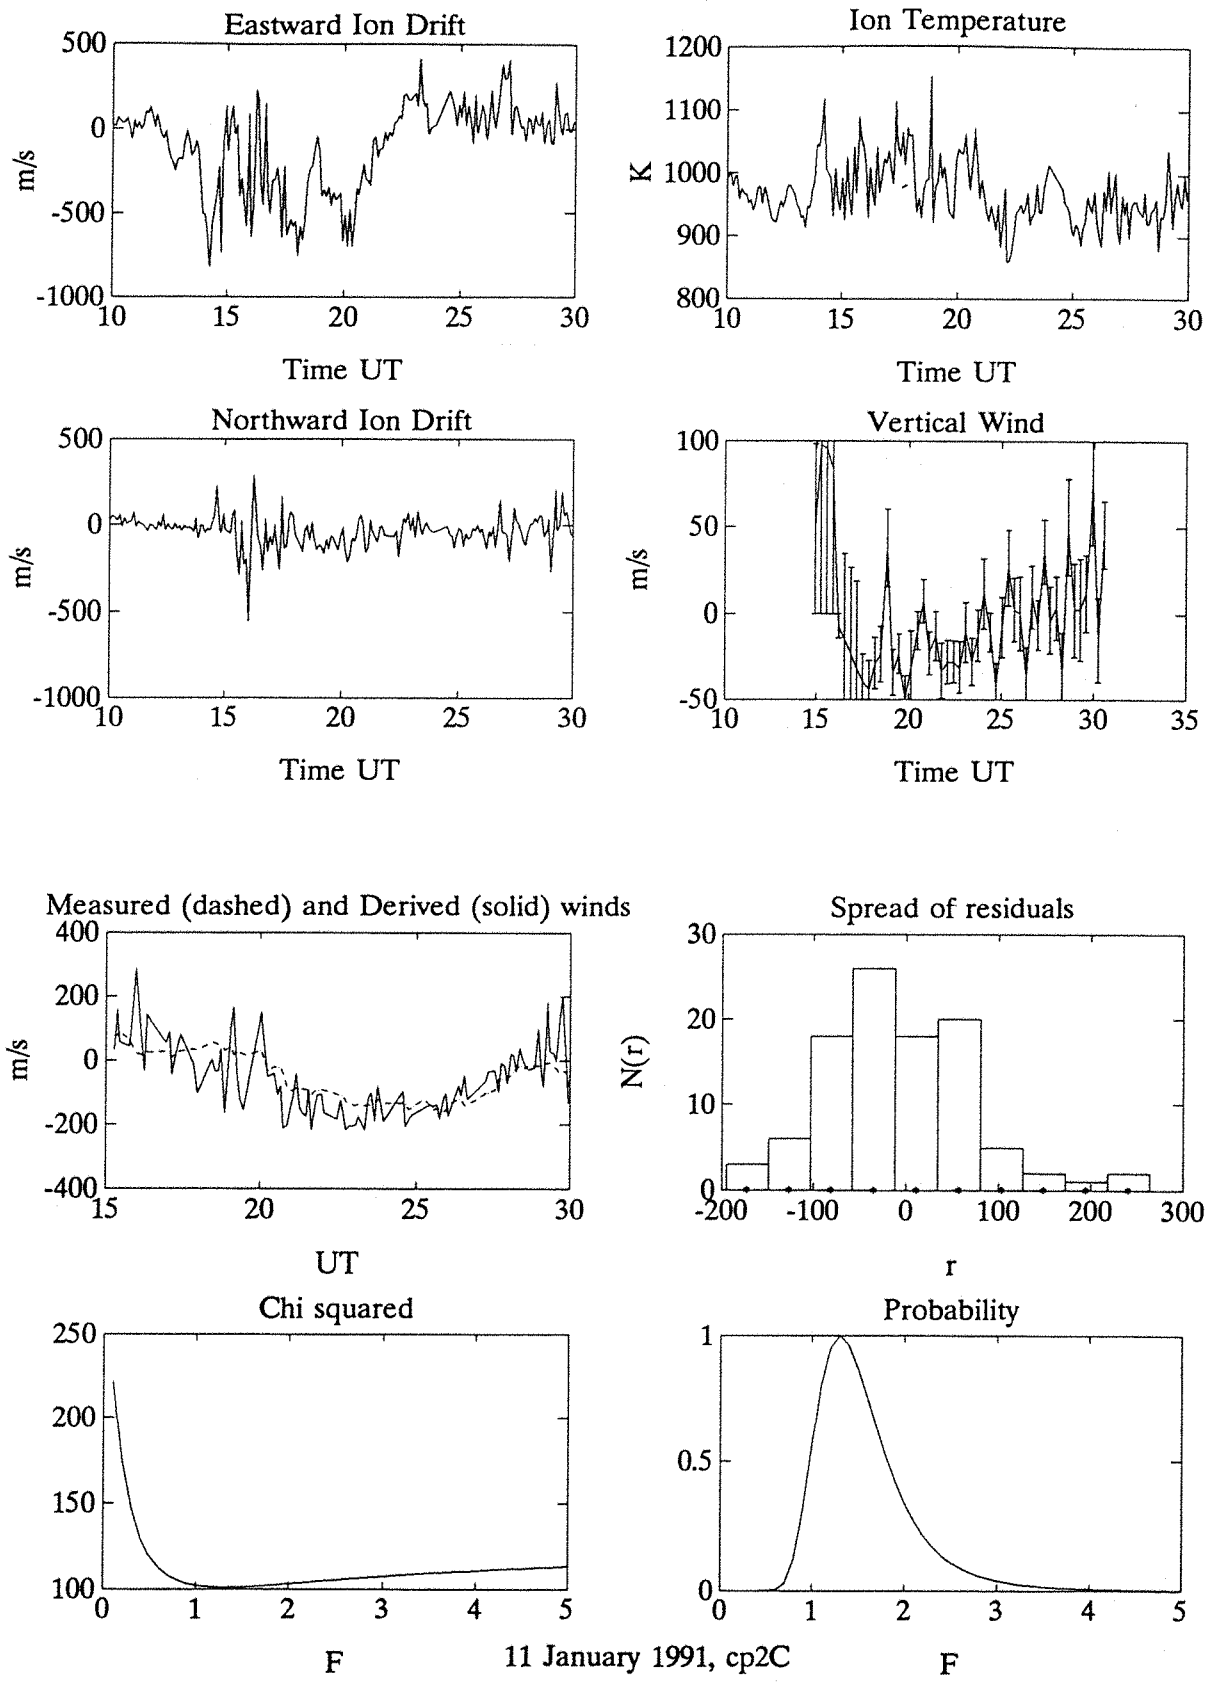 Eastward Ion Drift
500
0
-500
-1000
m/s
10 15 20 25 30
Time UT
Ion Temperature
1200
1100
1000
900
800
K
10 15 20 25 30
Time UT
Northward Ion Drift
500
0
-500
-1000
m/s
10 15 20 25 30
Time UT
Vertical Wind
100
50
0
-50
m/s
10 15 20 25 30 35
Time UT
Measured (dashed) and Derived (solid) winds
400
200
0
-200
-400
m/s
15 20 25 30
UT
Spread of residuals
30
20
10
0
N(r)
-200 -100 0 100 200 300
r
Chi squared
250
200
150
100
0 1 2 3 4 5
F
Probability
1
0.5
0
0 1 2 3 4 5
F
11 January 1991, cp2C